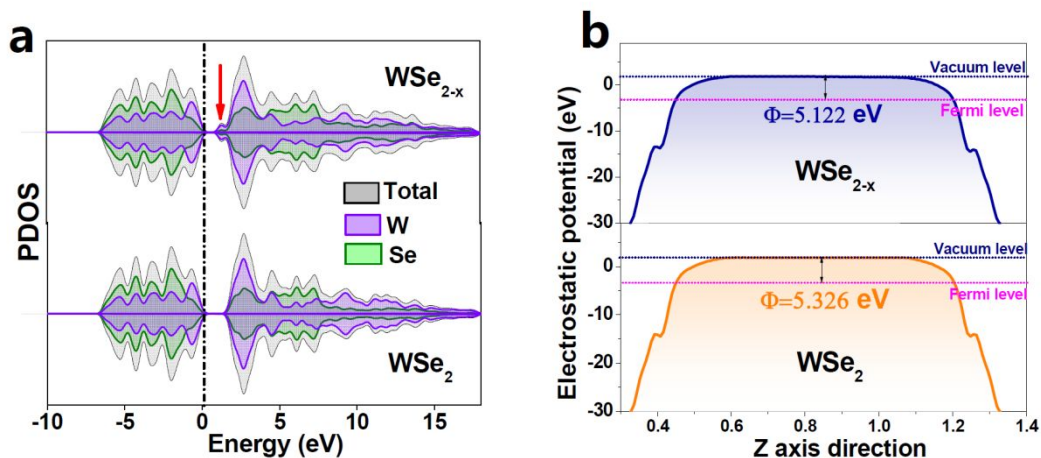 a
WSe2-x
Total
W
Se
PDOS
WSe2
-10 -5 0 5 10 15
Energy (eV)
b
Vacuum level
Fermi level
Φ=5.122 eV
WSe2-x
0
-10
-20
-30
Vacuum level
Fermi level
Φ=5.326 eV
WSe2
0
-10
-20
-30
Electrostatic potential (eV)
0.4 0.6 0.8 1.0 1.2 1.4
Z axis direction